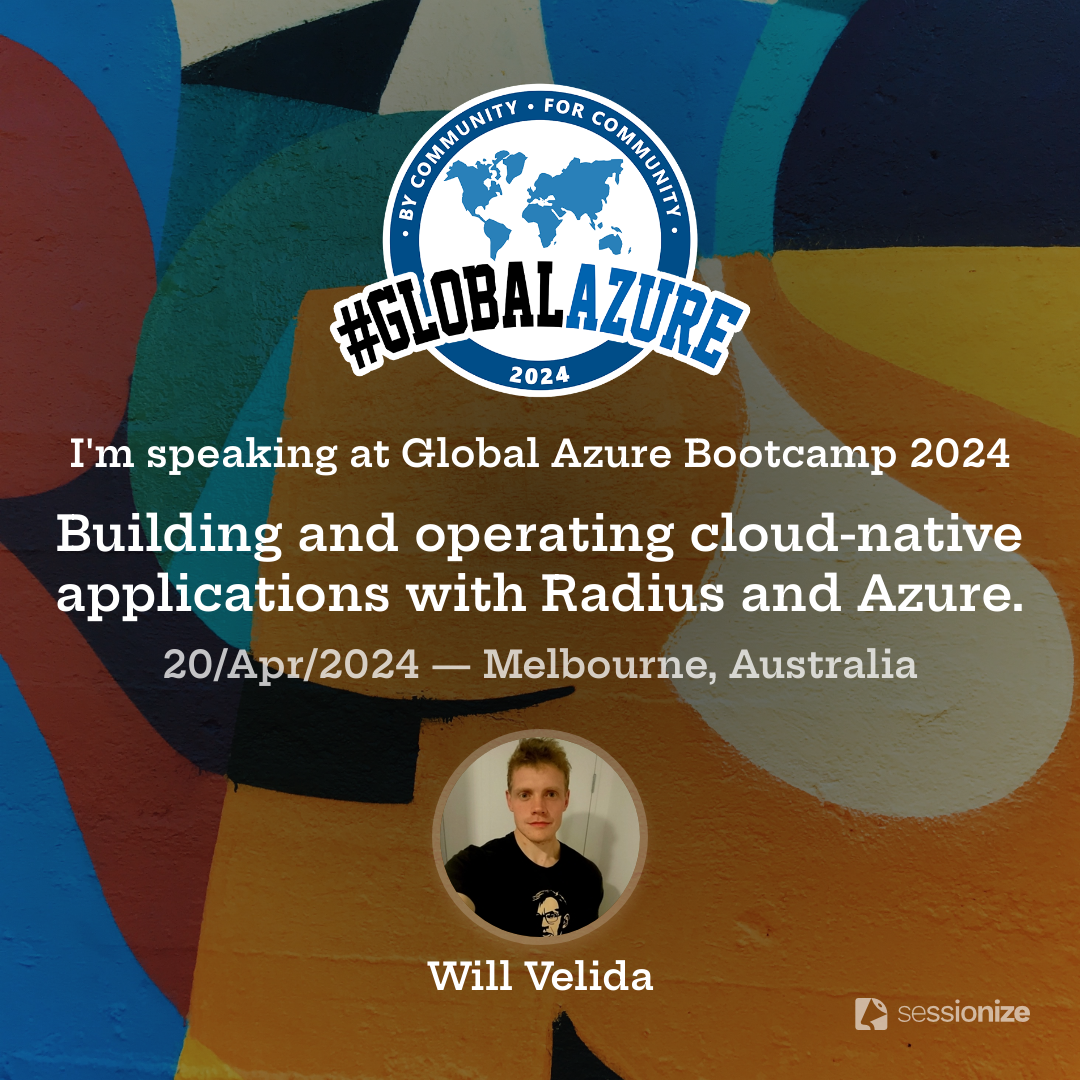 • BY COMMUNITY • FOR COMMUNITY •
#GLOBALAZURE
2024
I'm speaking at Global Azure Bootcamp 2024
Building and operating cloud-native
applications with Radius and Azure.
20/Apr/2024 — Melbourne, Australia
Will Velida
sessionize